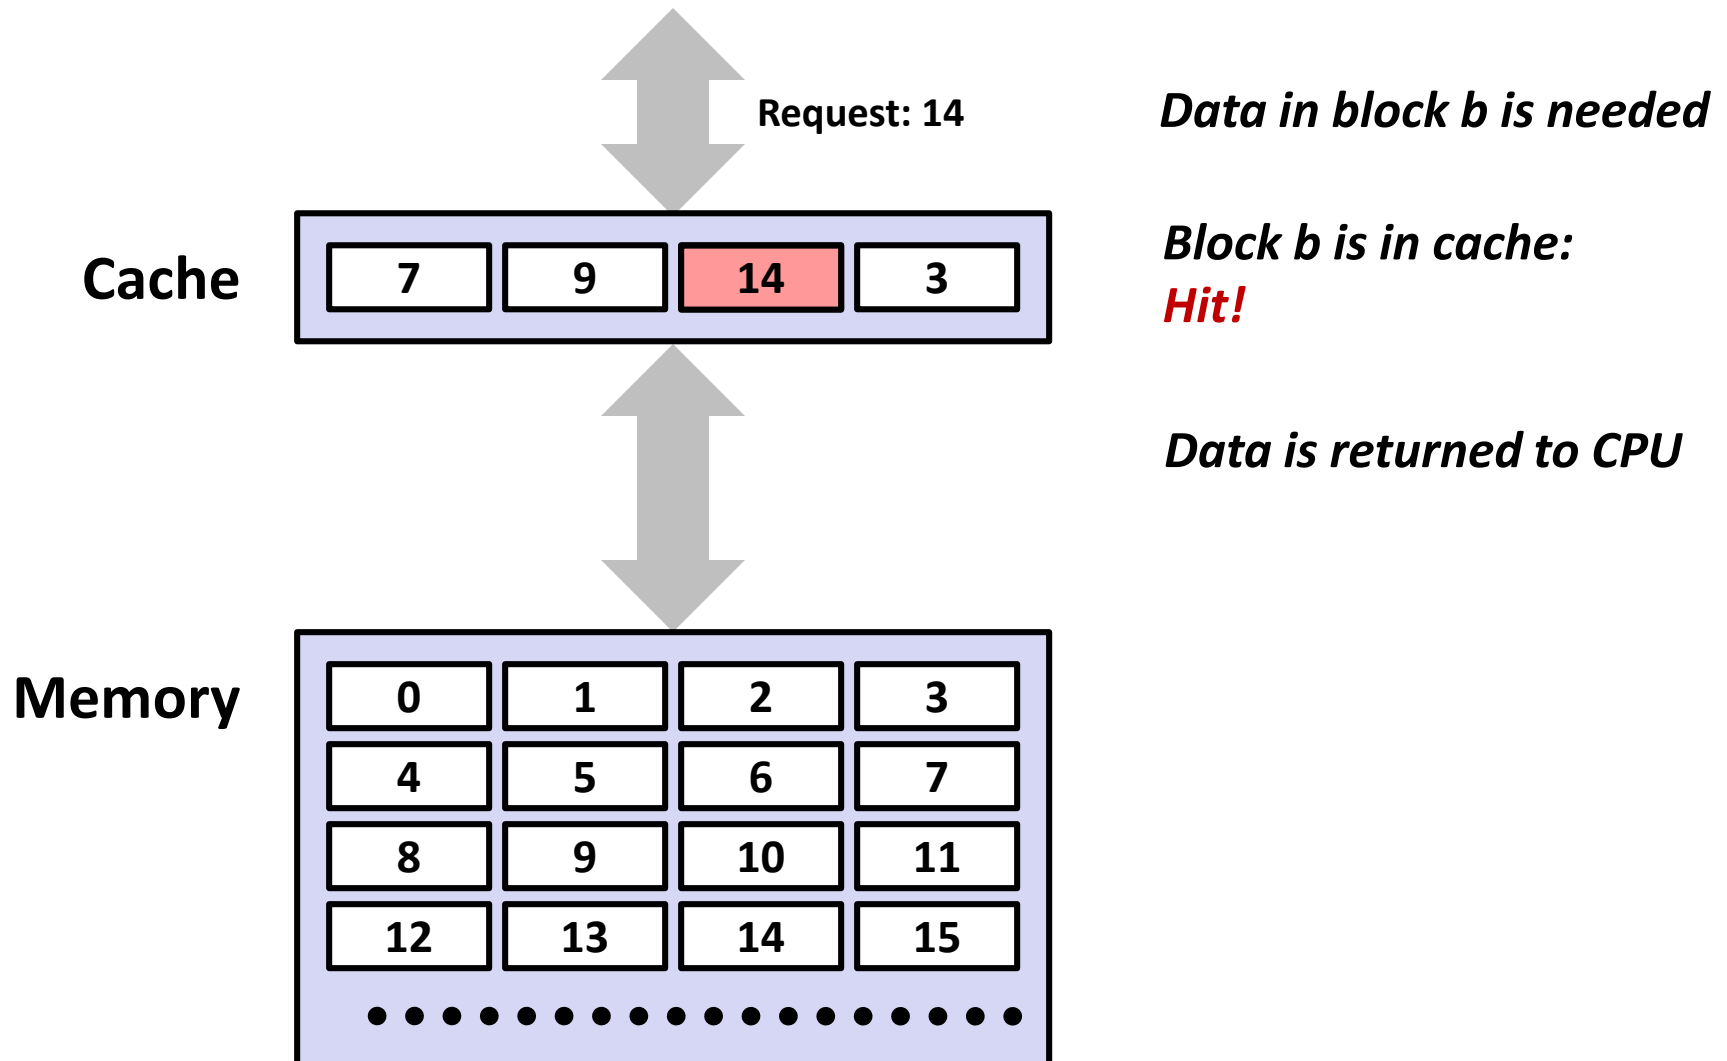 Request: 14
Data in block b is needed
Cache
7 9 14 3
Block b is in cache:
Hit!
Data is returned to CPU
Memory
0 1 2 3
4 5 6 7
8 9 10 11
12 13 14 15